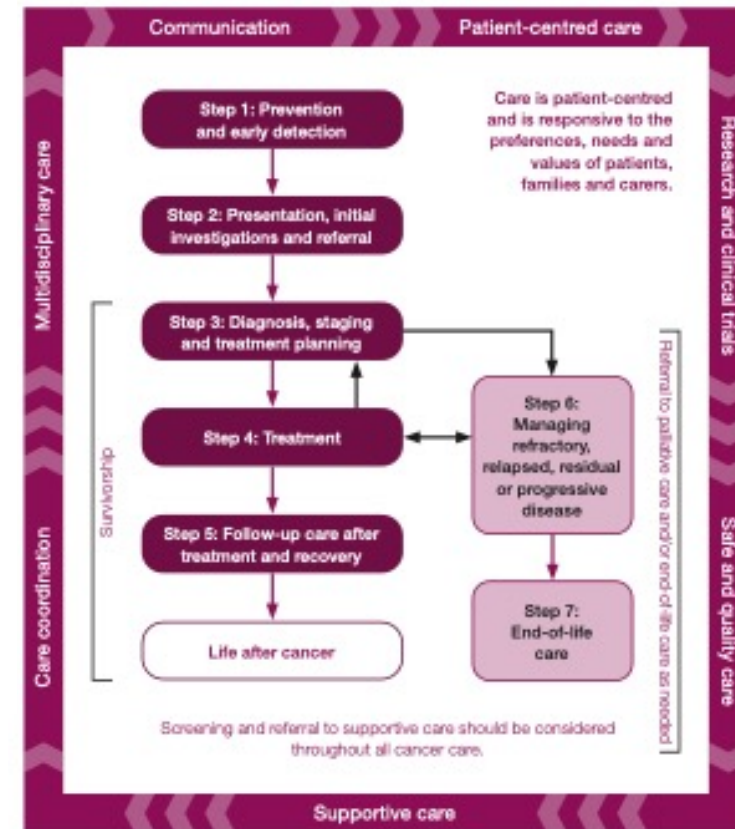 Communication
Patient-centred care
Multidisciplinary care
Care coordination
Research and clinical trials
Safe and quality care
Supportive care
Care is patient-centred
and is responsive to the
preferences, needs and
values of patients,
families and carers.
Step 1: Prevention
and early detection
Step 2: Presentation, initial
investigations and referral
Survivorship
Step 3: Diagnosis, staging
and treatment planning
Step 4: Treatment
Step 5: Follow-up care after
treatment and recovery
Life after cancer
Step 6:
Managing
refractory,
relapsed, residual
or progressive
disease
Step 7:
End-of-life
care
Referral to palliative care and/or end-of-life care as needed
Screening and referral to supportive care should be considered
throughout all cancer care.